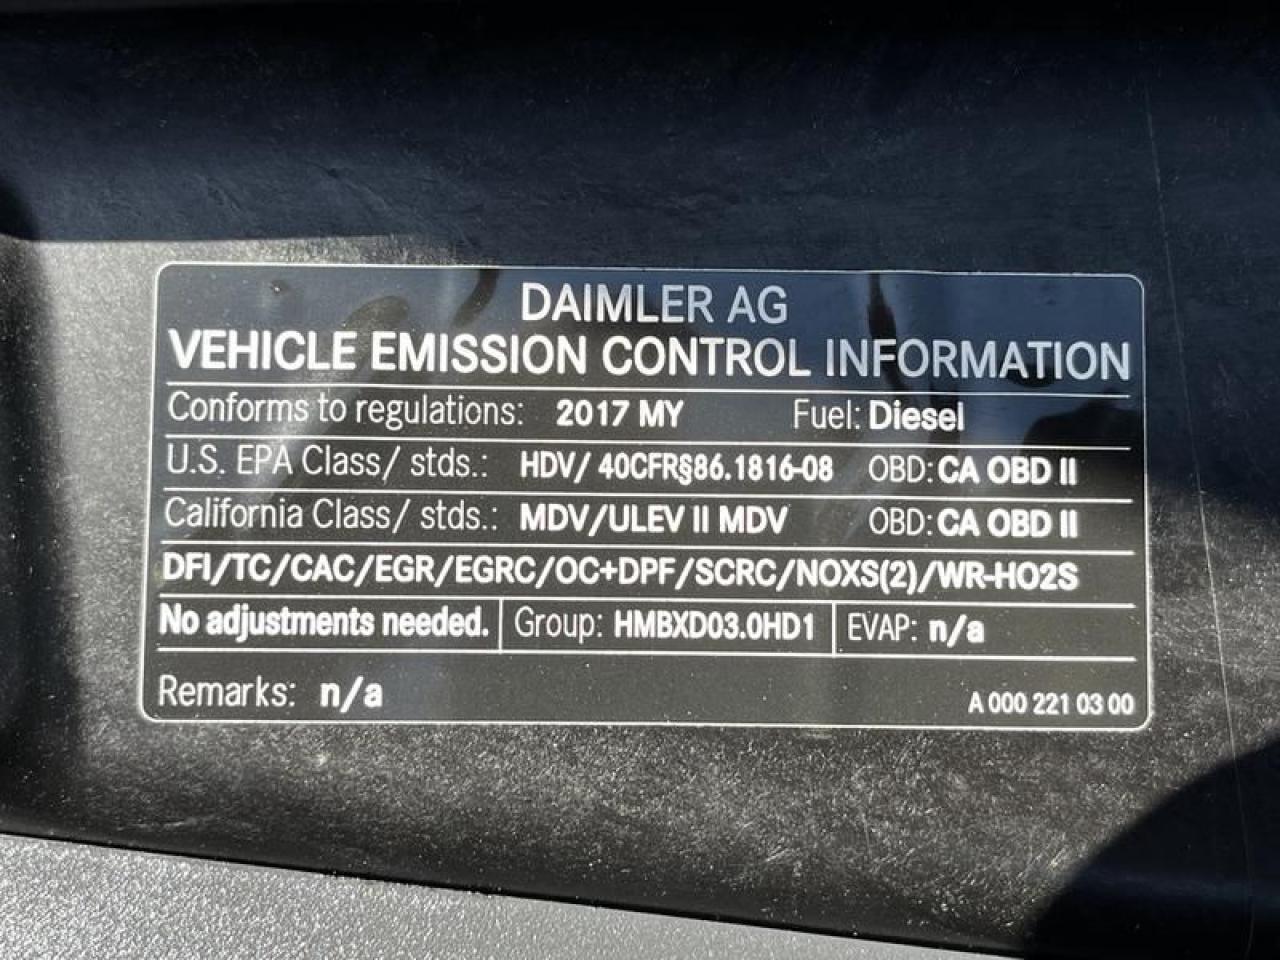 DAIMLER AG
VEHICLE EMISSION CONTROL INFORMATION
Conforms to regulations: 2017 MY Fuel: Diesel
U.S. EPA Class/ stds.: HDV/ 40CFR§86.1816-08 OBD: CA OBD II
California Class/ stds.: MDV/ULEV II MDV OBD: CA OBD II
DFI/TC/CAC/EGR/EGRC/OC+DPF/SCRC/NOXS(2)/WR-HO2S
No adjustments needed. Group: HMBXD03.0HD1 EVAP: n/a
Remarks: n/a A 000 221 03 00